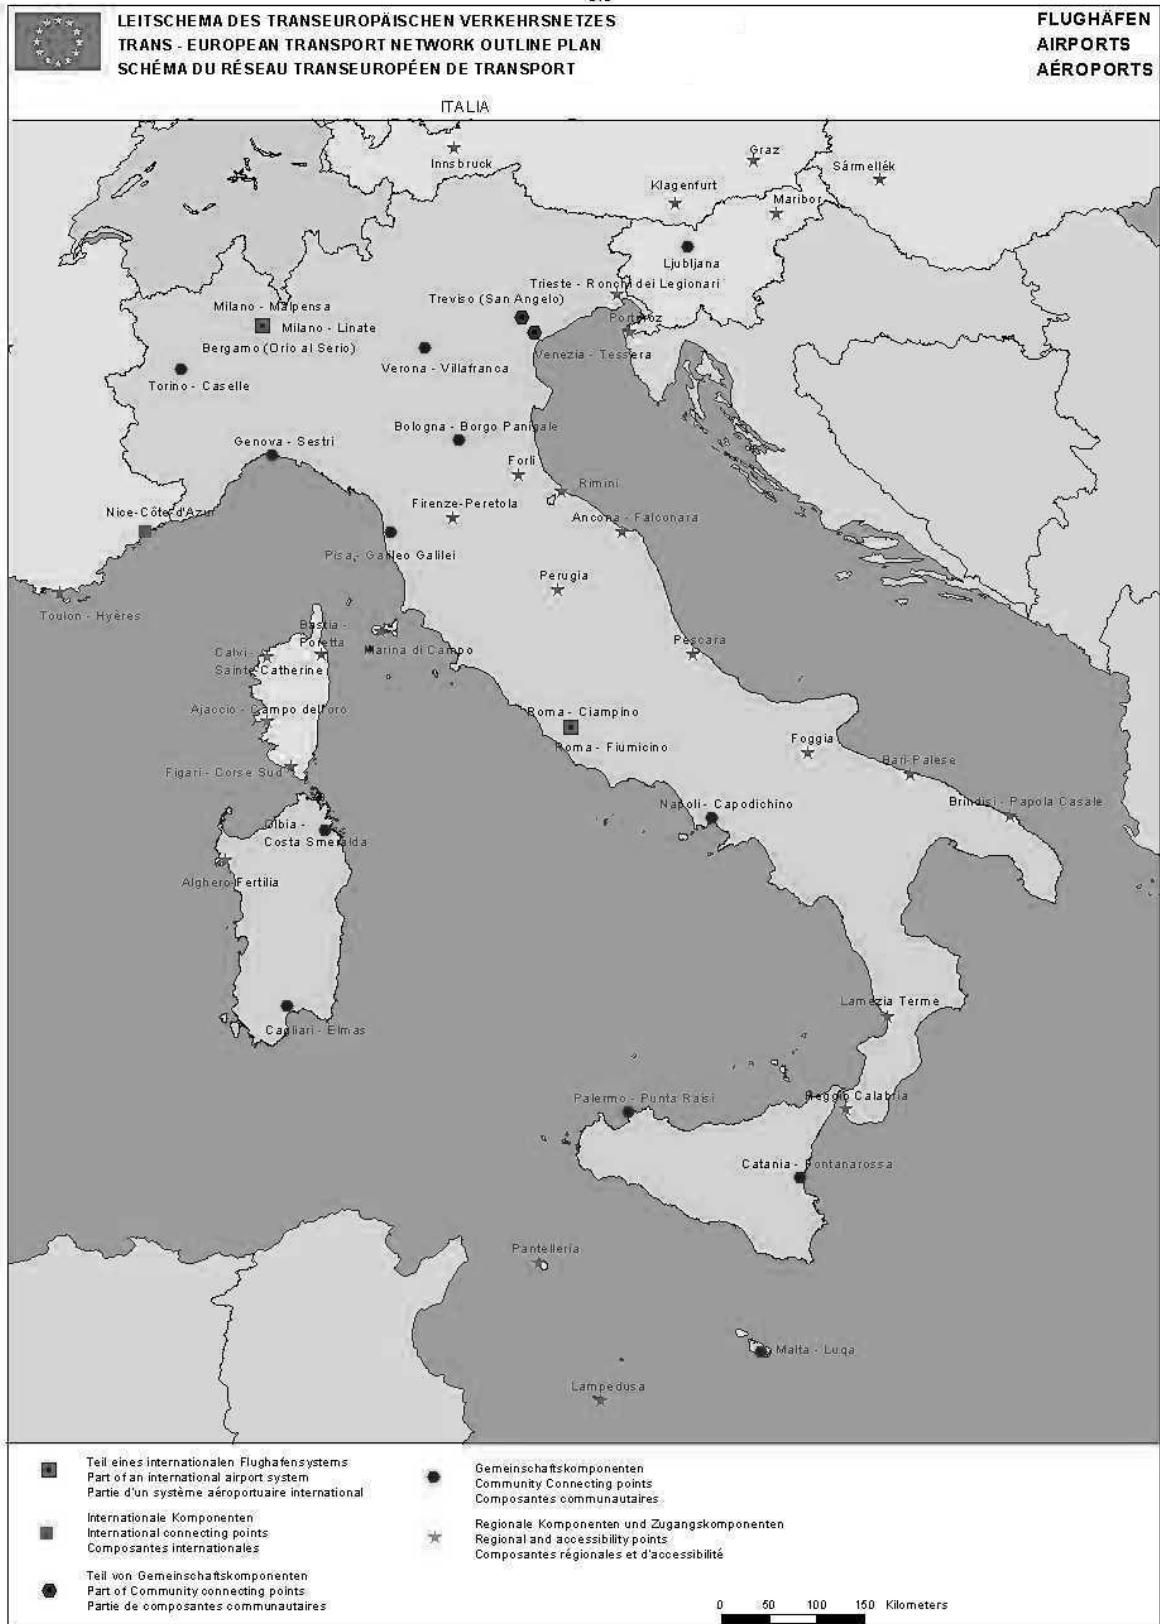 LEITSCHEMA DES TRANSEUROPÄISCHEN VERKEHRSNETZES
TRANS - EUROPEAN TRANSPORT NETWORK OUTLINE PLAN
SCHÉMA DU RÉSEAU TRANSEUROPÉEN DE TRANSPORT
FLUGHÄFEN
AIRPORTS
AÉROPORTS
ITALIA
Innsbruck
Graz
Sármellék
Klagenfurt
Maribor
Ljubljana
Trieste - Ronchi dei Legionari
Treviso (San Angelo)
Milano - Malpensa
Milano - Linate
Portoroz
Bergamo (Orio al Serio)
Venezia - Tessera
Verona - Villafranca
Torino - Caselle
Bologna - Borgo Panigale
Genova - Sestri
Forli
Rimini
Firenze-Peretola
Nice-Côte-d'Azur
Ancona - Falconara
Pisa - Galileo Galilei
Perugia
Toulon - Hyères
Bastia -
Poretta
Pescara
Calvi -
Sainte Catherine
Marina di Campo
Ajaccio - Campo dell'oro
Roma - Ciampino
Roma - Fiumicino
Foggia
Bari-Palese
Figari - Corse Sud
Napoli - Capodichino
Brindisi - Papola Casale
Olbia -
Costa Smeralda
Alghero-Fertilia
Lamezia Terme
Cagliari - Elmas
Palermo - Punta Raisi
Reggio Calabria
Catania - Fontanarossa
Pantelleria
Malta - Luqa
Lampedusa
Teil eines internationalen Flughafensystems
Part of an international airport system
Partie d'un système aéroportuaire international
Internationale Komponenten
International connecting points
Composantes internationales
Teil von Gemeinschaftskomponenten
Part of Community connecting points
Partie de composantes communautaires
Gemeinschaftskomponenten
Community Connecting points
Composantes communautaires
Regionale Komponenten und Zugangskomponenten
Regional and accessibility points
Composantes régionales et d'accessibilité
0 50 100 150 Kilometers